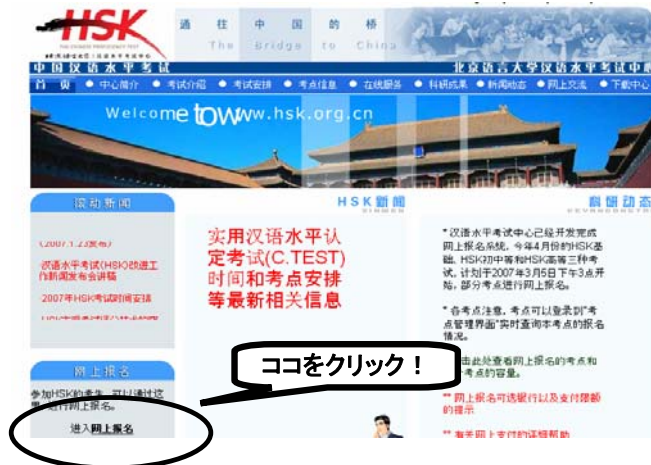 HSK
THE CHINESE PROFICIENCY TEST
通 往 中 国 的 桥
The Bridge to China
中国汉语水平考试
北京语言大学汉语水平考试中心
首 页 ● 中心简介 ● 考试介绍 ● 考试安排 ● 考点信息 ● 在线服务 ● 科研成果 ● 新闻动态 ● 网上交流 ● 下载中心
Welcome to www.hsk.org.cn
滚动新闻
(2007.1.23发布)
·汉语水平考试(HSK)改进工
作新闻发布会讲稿
·2007年HSK考试时间安排
网上报名
参加HSK的考生，可以通过这
进行网上报名。
进入网上报名
HSK新闻
实用汉语水平认
定考试(C.TEST)
时间和考点安排
等最新相关信息
ココをクリック！
科研动态
* 汉语水平考试中心已经开发完成
网上报名系统，今年4月份的HSK基
础、HSK初中等和HSK高等三种考
试，计划于2007年3月5日下午3点开
始，部分考点进行网上报名。
* 各考点注意，考点可以登录到"考
点管理界面"实时查询本考点的报名
情况。
击此处查看网上报名的考点和
考点的容量。
** 网上报名可选银行以及支付限额
的提示
** 有关网上支付的详细帮助